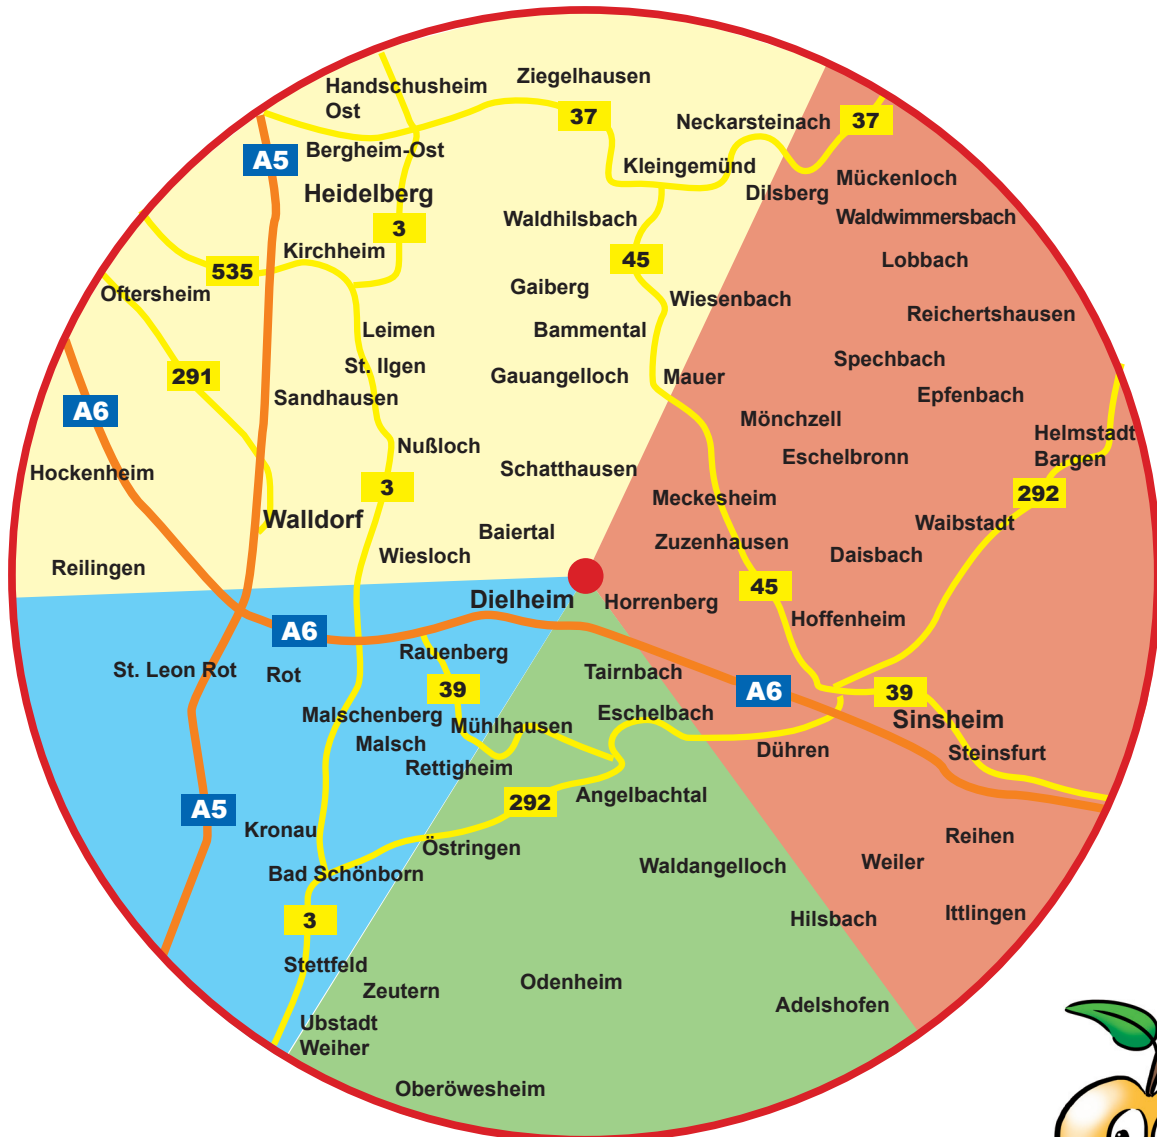 Ziegelhausen
Handschusheim
Ost
37
Neckarsteinach
37
A5
Bergheim-Ost
Kleingemünd
Mückenloch
Heidelberg
Dilsberg
Waldhilsbach
Waldwimmersbach
3
Kirchheim
45
Lobbach
535
Oftersheim
Gaiberg
Wiesenbach
Reichertshausen
Leimen
Bammental
St. Ilgen
Spechbach
291
Gauangelloch
Mauer
Sandhausen
Epfenbach
A6
Mönchzell
Helmstadt
Bargen
Nußloch
Eschelbronn
Hockenheim
Schatthausen
3
Meckesheim
292
Walldorf
Waibstadt
Baiertal
Zuzenhausen
Wiesloch
Daisbach
Reilingen
45
Dielheim
Horrenberg
Hoffenheim
A6
Rauenberg
St. Leon Rot
Rot
Tairnbach
39
A6
39
Malschenberg
Mühlhausen
Eschelbach
Sinsheim
Malsch
Dühren
Steinsfurt
Rettigheim
292
Angelbachtal
A5
Kronau
Östringen
Reihen
Bad Schönborn
Waldangelloch
Weiler
3
Hilsbach
Ittlingen
Stettfeld
Zeutern
Odenheim
Adelshofen
Ubstadt
Weiher
Oberöwesheim